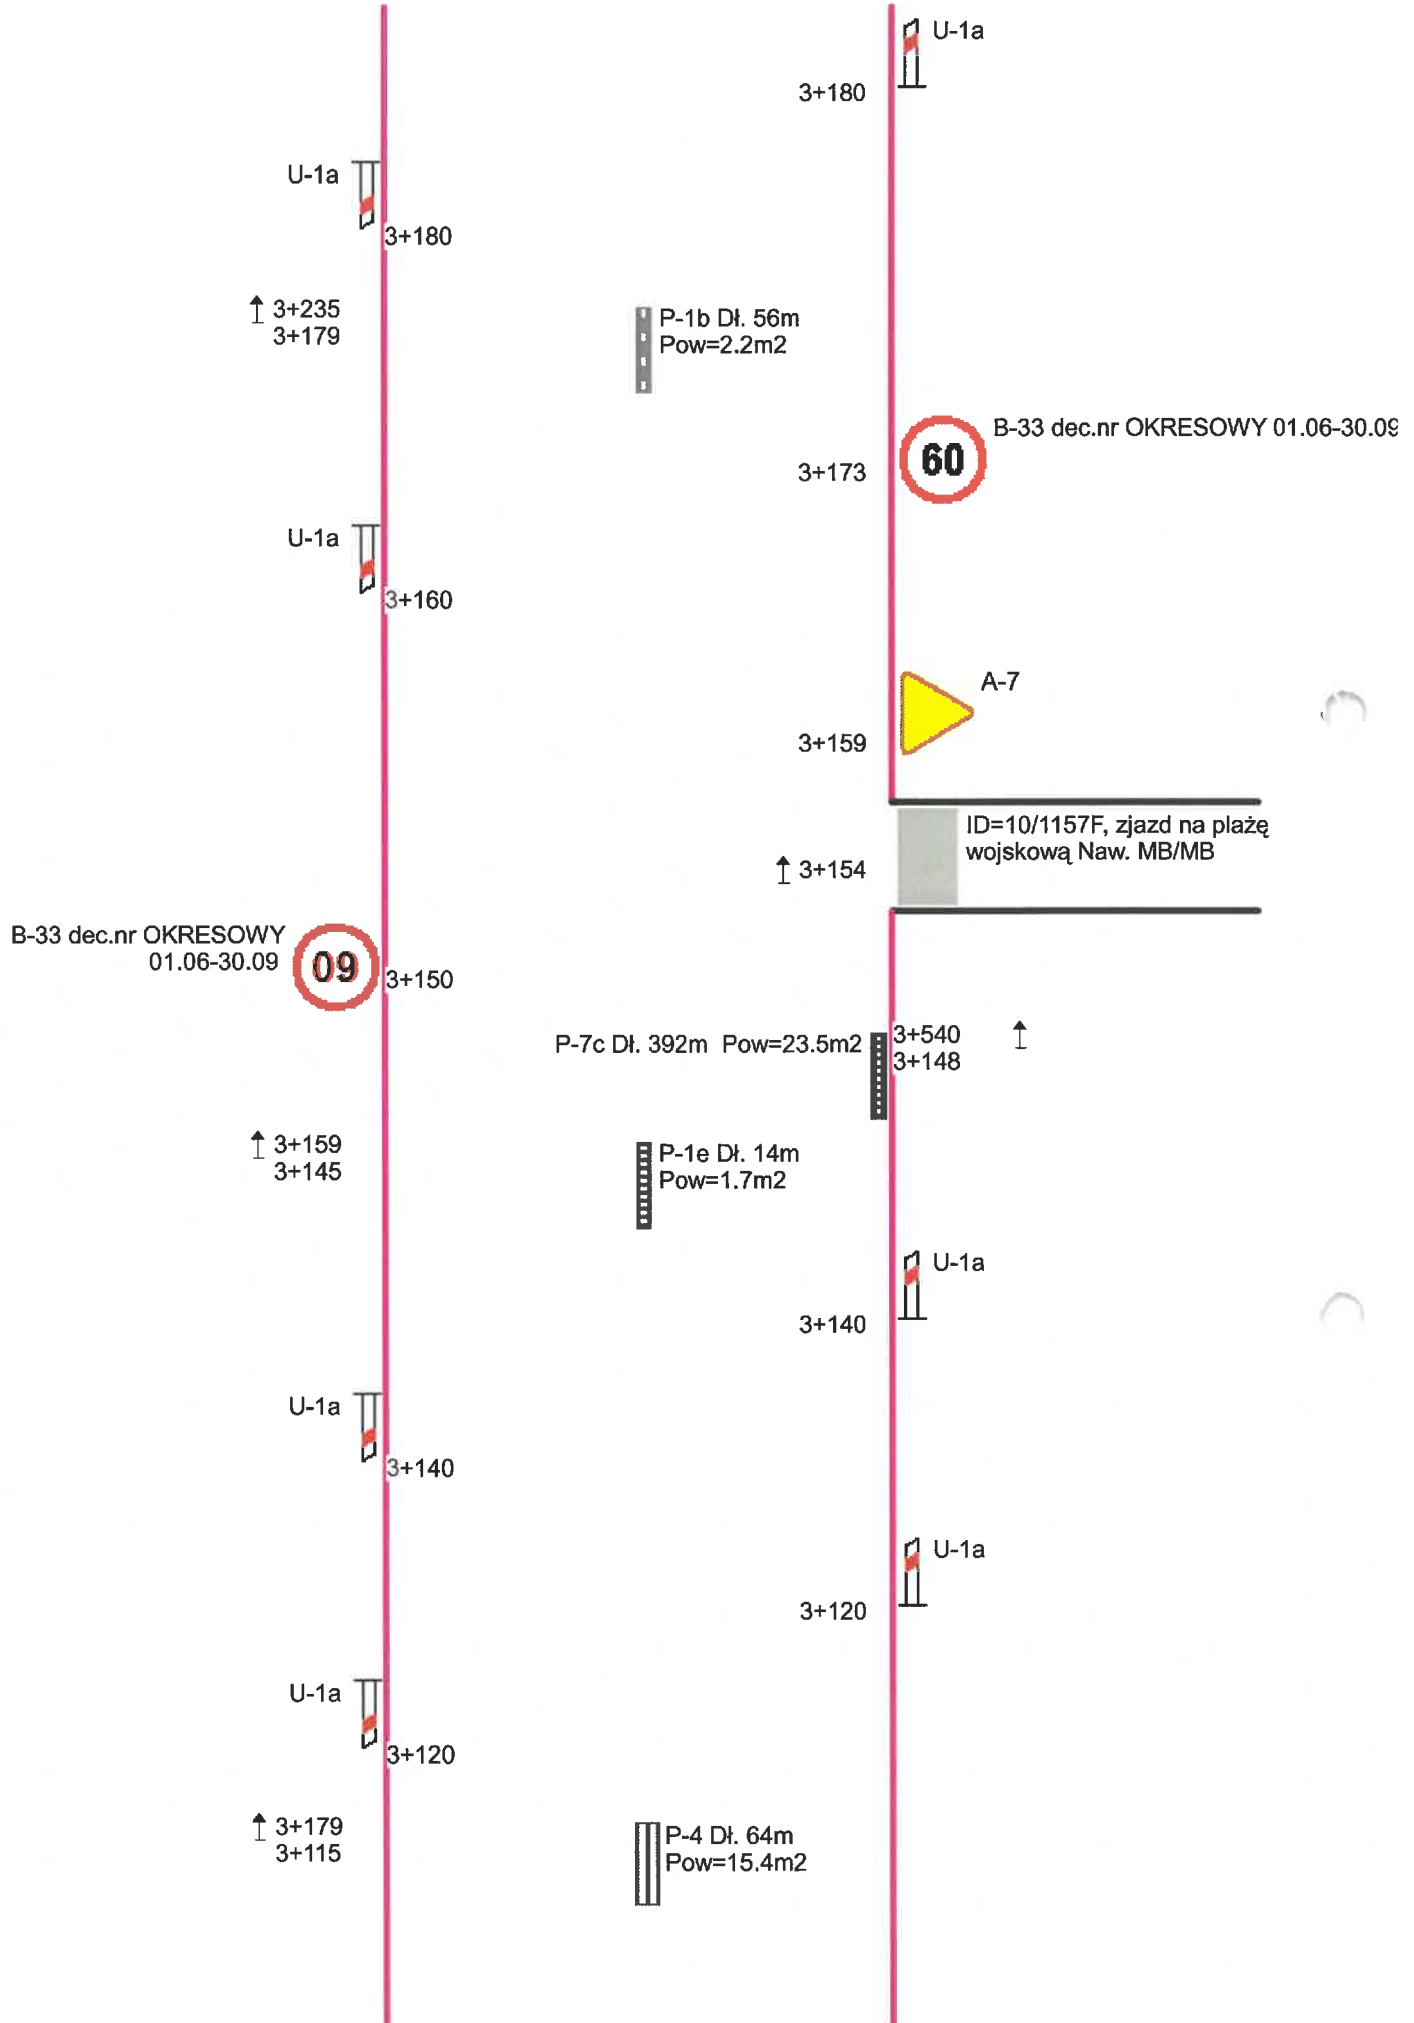 U-1a
3+180
U-1a
3+180
3+235
3+179
P-1b Dł. 56m
Pow=2.2m2
B-33 dec.nr OKRESOWY 01.06-30.09
60
3+173
U-1a
3+160
A-7
3+159
ID=10/1157F, zjazd na plażę
wojskową Naw. MB/MB
3+154
B-33 dec.nr OKRESOWY
01.06-30.09
60
3+150
P-7c Dł. 392m Pow=23.5m2
3+540
3+148
3+159
3+145
P-1e Dł. 14m
Pow=1.7m2
U-1a
3+140
U-1a
3+140
U-1a
3+120
U-1a
3+120
3+179
3+115
P-4 Dł. 64m
Pow=15.4m2